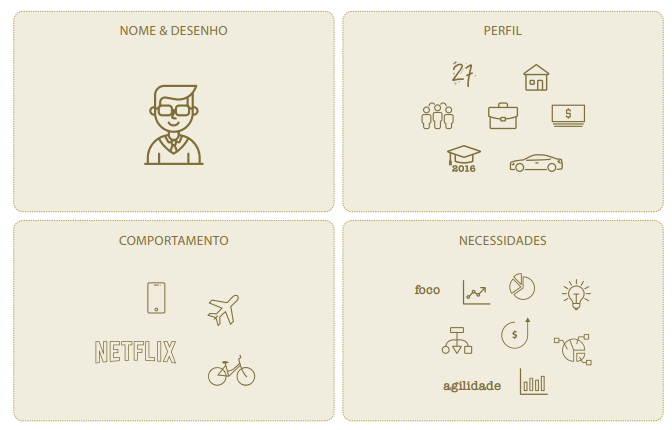 NOME & DESENHO
PERFIL
27
$
2016
COMPORTAMENTO
NETFLIX
NECESSIDADES
foco
$
agilidade